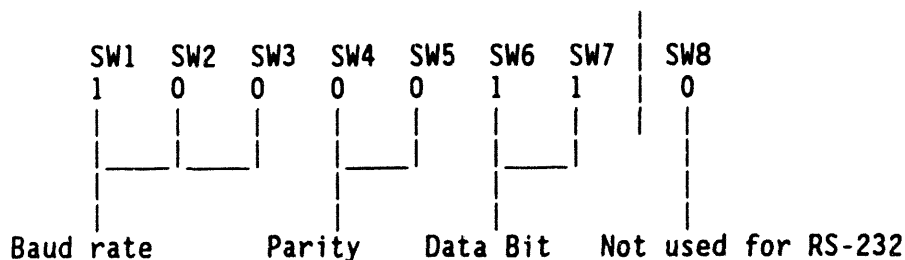 SW1 SW2 SW3 SW4 SW5 SW6 SW7 SW8
1 0 0 0 0 1 1 0
Baud rate Parity Data Bit Not used for RS-232